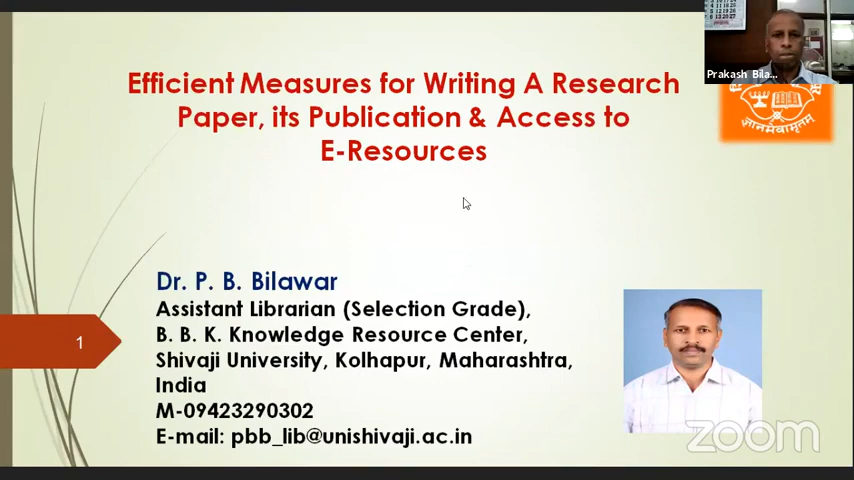 Efficient Measures for Writing A Research
Paper, its Publication & Access to
E-Resources
Prakash Bila...
ज्ञानमेवामृतम्
Dr. P. B. Bilawar
Assistant Librarian (Selection Grade),
B. B. K. Knowledge Resource Center,
Shivaji University, Kolhapur, Maharashtra,
India
M-09423290302
E-mail: pbb_lib@unishivaji.ac.in
1
zoom